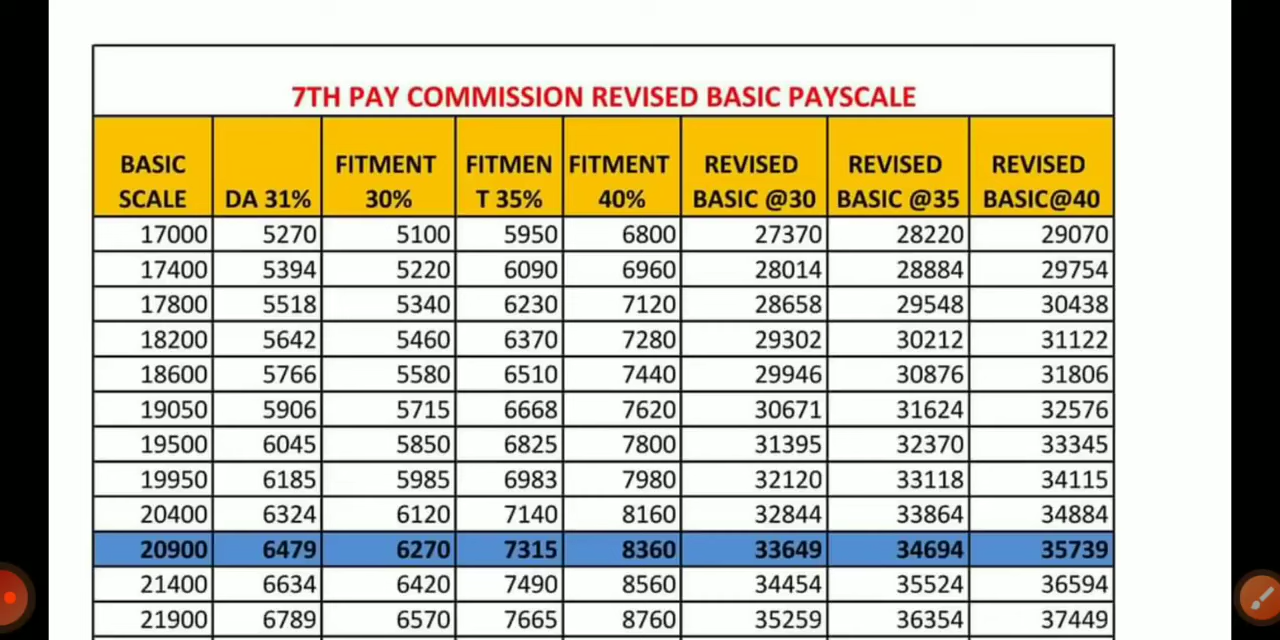 7TH PAY COMMISSION REVISED BASIC PAYSCALE
BASIC SCALE DA 31% FITMENT 30% FITMEN T 35% FITMENT 40% REVISED BASIC @30 REVISED BASIC @35 REVISED BASIC@40
17000 5270 5100 5950 6800 27370 28220 29070
17400 5394 5220 6090 6960 28014 28884 29754
17800 5518 5340 6230 7120 28658 29548 30438
18200 5642 5460 6370 7280 29302 30212 31122
18600 5766 5580 6510 7440 29946 30876 31806
19050 5906 5715 6668 7620 30671 31624 32576
19500 6045 5850 6825 7800 31395 32370 33345
19950 6185 5985 6983 7980 32120 33118 34115
20400 6324 6120 7140 8160 32844 33864 34884
20900 6479 6270 7315 8360 33649 34694 35739
21400 6634 6420 7490 8560 34454 35524 36594
21900 6789 6570 7665 8760 35259 36354 37449